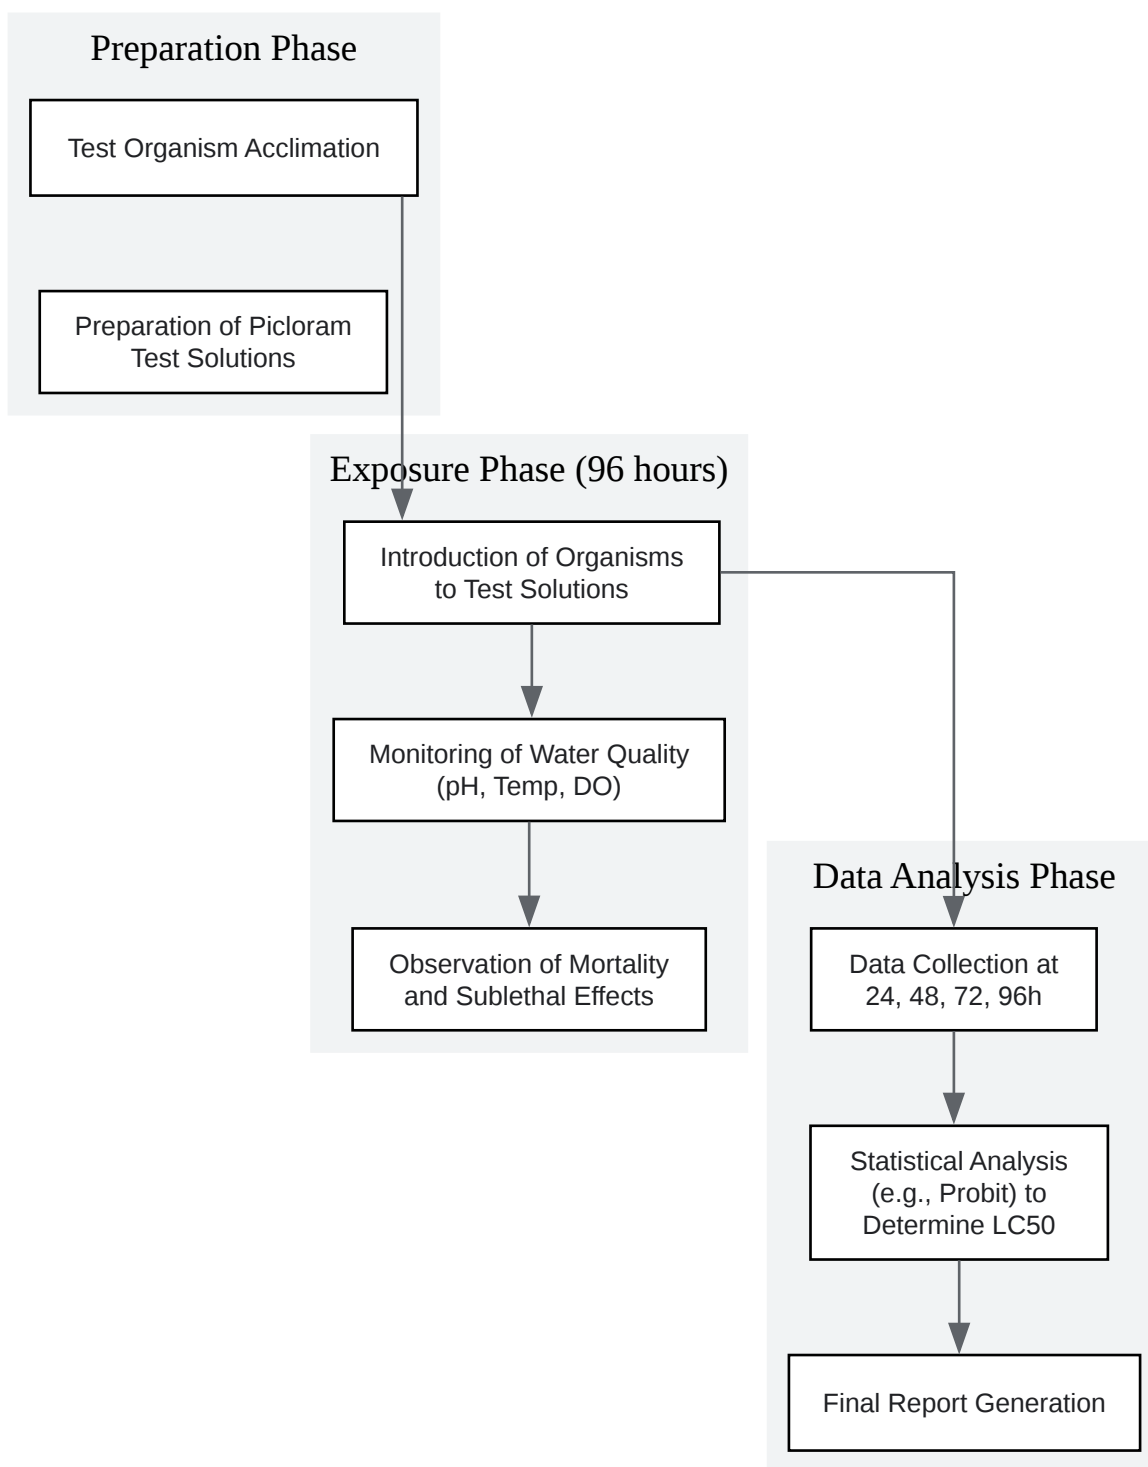 Preparation Phase
Test Organism Acclimation
Preparation of Picloram
Test Solutions
Exposure Phase (96 hours)
Introduction of Organisms
to Test Solutions
Monitoring of Water Quality
(pH, Temp, DO)
Observation of Mortality
and Sublethal Effects
Data Analysis Phase
Data Collection at
24, 48, 72, 96h
Statistical Analysis
(e.g., Probit) to
Determine LC50
Final Report Generation